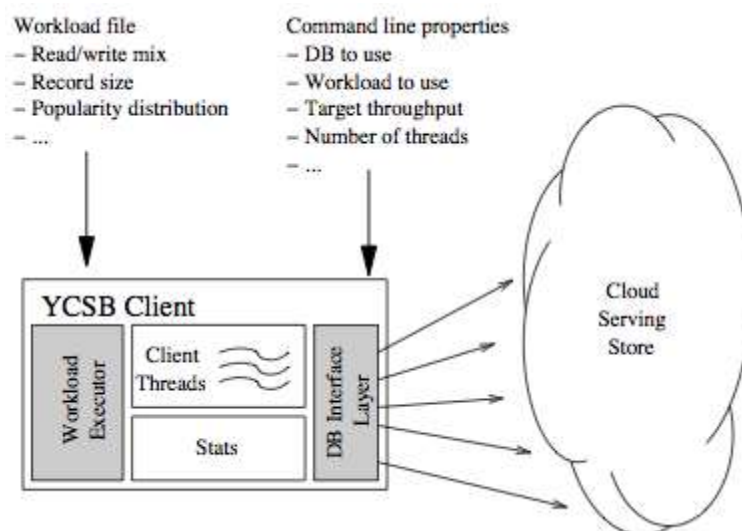 Workload file
– Read/write mix
– Record size
– Popularity distribution
– ...
Command line properties
– DB to use
– Workload to use
– Target throughput
– Number of threads
– ...
YCSB Client
Workload
Executor
Client
Threads
Stats
DB Interface
Layer
Cloud
Serving
Store